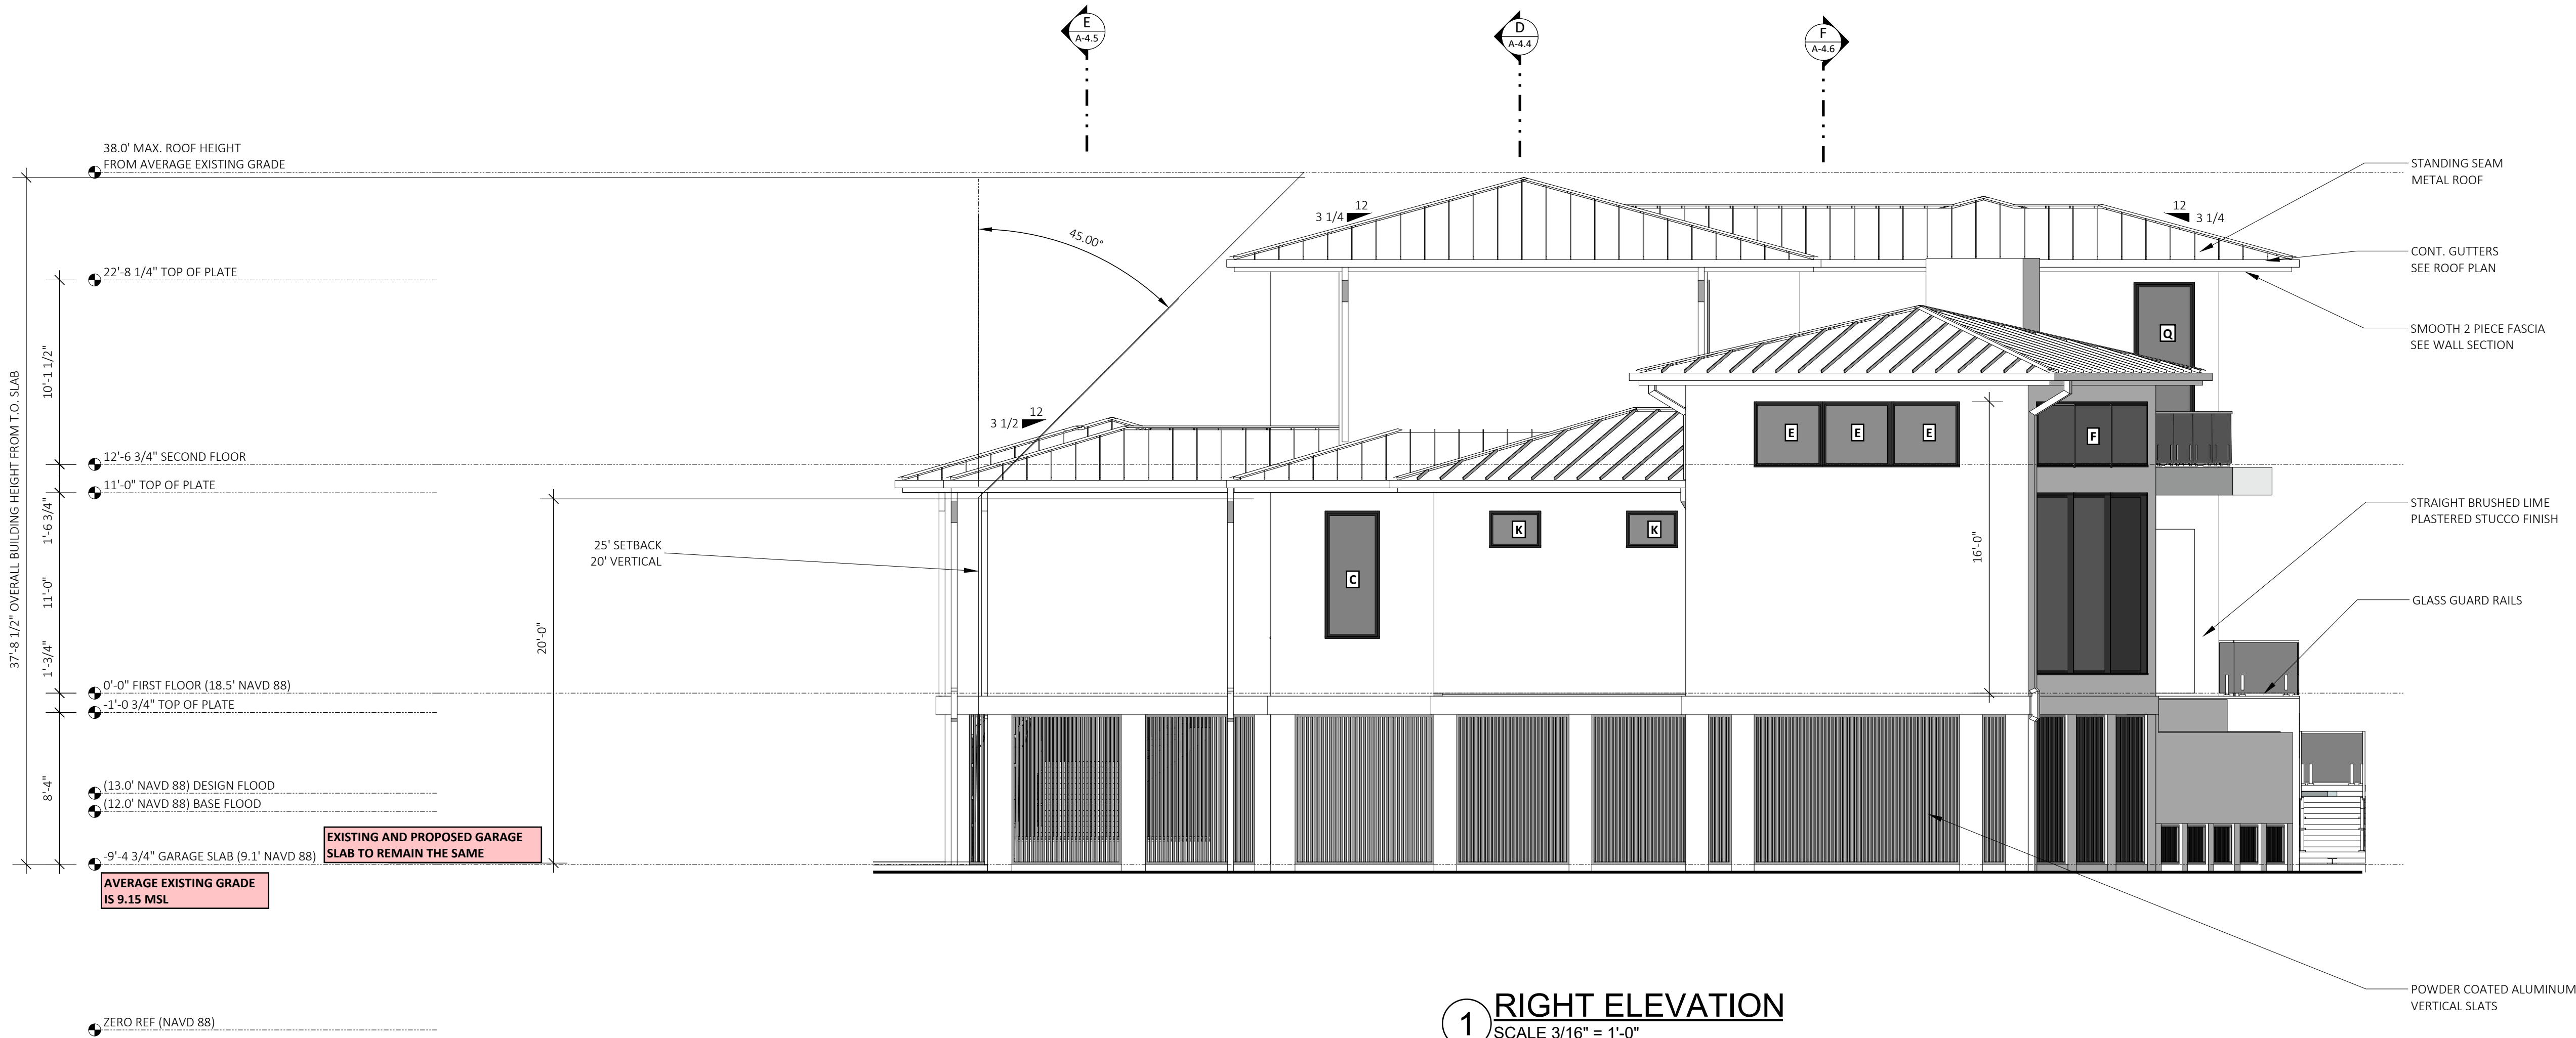 E
A-4.5
D
A-4.4
F
A-4.6
38.0' MAX. ROOF HEIGHT
FROM AVERAGE EXISTING GRADE
STANDING SEAM
METAL ROOF
12
3 1/4
12
3 1/4
45.00°
CONT. GUTTERS
SEE ROOF PLAN
22'-8 1/4" TOP OF PLATE
SMOOTH 2 PIECE FASCIA
SEE WALL SECTION
Q
10'-1 1/2"
37'-8 1/2" OVERALL BUILDING HEIGHT FROM T.O. SLAB
12
3 1/2
E
E
E
F
12'-6 3/4" SECOND FLOOR
11'-0" TOP OF PLATE
1'-6 3/4"
STRAIGHT BRUSHED LIME
PLASTERED STUCCO FINISH
K
K
25' SETBACK
20' VERTICAL
16'-0"
C
11'-0"
GLASS GUARD RAILS
20'-0"
1'-3/4"
0'-0" FIRST FLOOR (18.5' NAVD 88)
-1'-0 3/4" TOP OF PLATE
8'-4"
(13.0' NAVD 88) DESIGN FLOOD
(12.0' NAVD 88) BASE FLOOD
EXISTING AND PROPOSED GARAGE
SLAB TO REMAIN THE SAME
-9'-4 3/4" GARAGE SLAB (9.1' NAVD 88)
AVERAGE EXISTING GRADE
IS 9.15 MSL
POWDER COATED ALUMINUM
VERTICAL SLATS
ZERO REF (NAVD 88)
1
RIGHT ELEVATION
SCALE 3/16" = 1'-0"